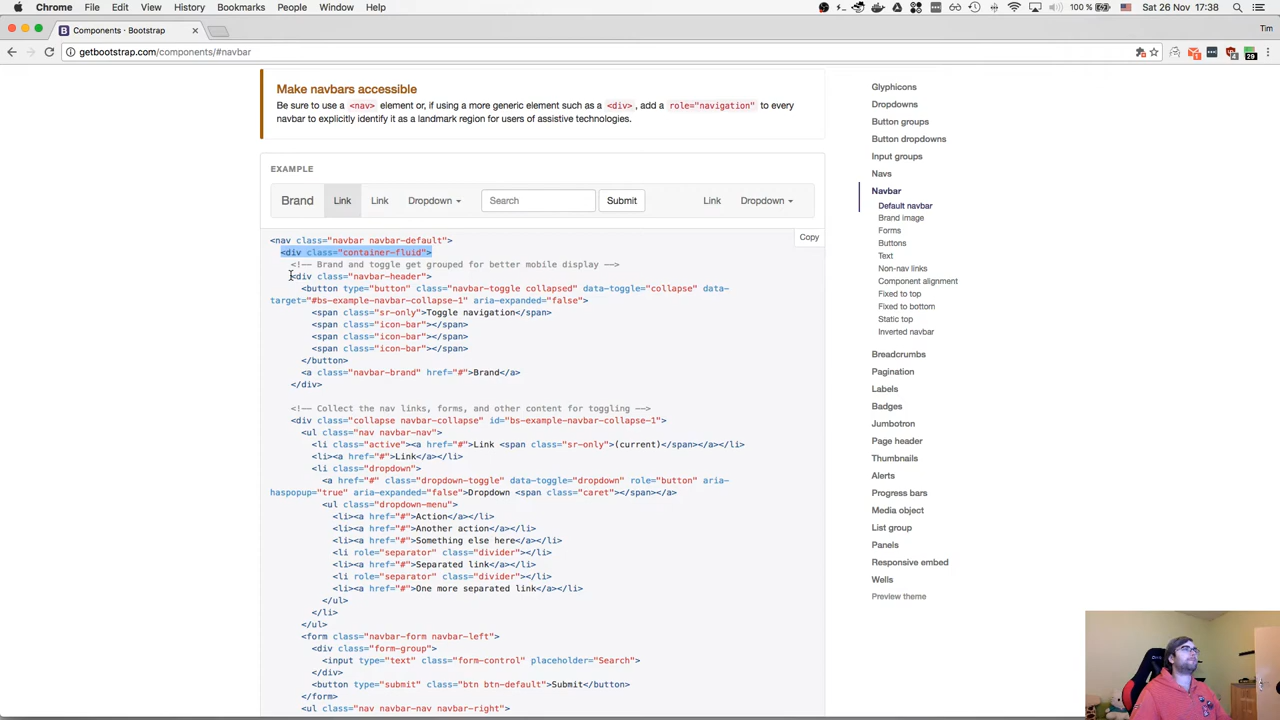 Chrome File Edit View History Bookmarks People Window Help 100 % Sat 26 Nov 17:38
Components · Bootstrap × Tim
getbootstrap.com/components/#navbar
Make navbars accessible
Be sure to use a <nav> element or, if using a more generic element such as a <div>, add a role="navigation" to every
navbar to explicitly identify it as a landmark region for users of assistive technologies.
EXAMPLE
Brand Link Link Dropdown Search Submit Link Dropdown
Copy
<nav class="navbar navbar-default">
<div class="container-fluid">
<!-- Brand and toggle get grouped for better mobile display -->
<div class="navbar-header">
<button type="button" class="navbar-toggle collapsed" data-toggle="collapse" data-
target="#bs-example-navbar-collapse-1" aria-expanded="false">
<span class="sr-only">Toggle navigation</span>
<span class="icon-bar"></span>
<span class="icon-bar"></span>
<span class="icon-bar"></span>
</button>
<a class="navbar-brand" href="#">Brand</a>
</div>
<!-- Collect the nav links, forms, and other content for toggling -->
<div class="collapse navbar-collapse" id="bs-example-navbar-collapse-1">
<ul class="nav navbar-nav">
<li class="active"><a href="#">Link <span class="sr-only">(current)</span></a></li>
<li><a href="#">Link</a></li>
<li class="dropdown">
<a href="#" class="dropdown-toggle" data-toggle="dropdown" role="button" aria-
haspopup="true" aria-expanded="false">Dropdown <span class="caret"></span></a>
<ul class="dropdown-menu">
<li><a href="#">Action</a></li>
<li><a href="#">Another action</a></li>
<li><a href="#">Something else here</a></li>
<li role="separator" class="divider"></li>
<li><a href="#">Separated link</a></li>
<li role="separator" class="divider"></li>
<li><a href="#">One more separated link</a></li>
</ul>
</li>
</ul>
<form class="navbar-form navbar-left">
<div class="form-group">
<input type="text" class="form-control" placeholder="Search">
</div>
<button type="submit" class="btn btn-default">Submit</button>
</form>
<ul class="nav navbar-nav navbar-right">
Glyphicons
Dropdowns
Button groups
Button dropdowns
Input groups
Navs
Navbar
Default navbar
Brand image
Forms
Buttons
Text
Non-nav links
Component alignment
Fixed to top
Fixed to bottom
Static top
Inverted navbar
Breadcrumbs
Pagination
Labels
Badges
Jumbotron
Page header
Thumbnails
Alerts
Progress bars
Media object
List group
Panels
Responsive embed
Wells
Preview theme